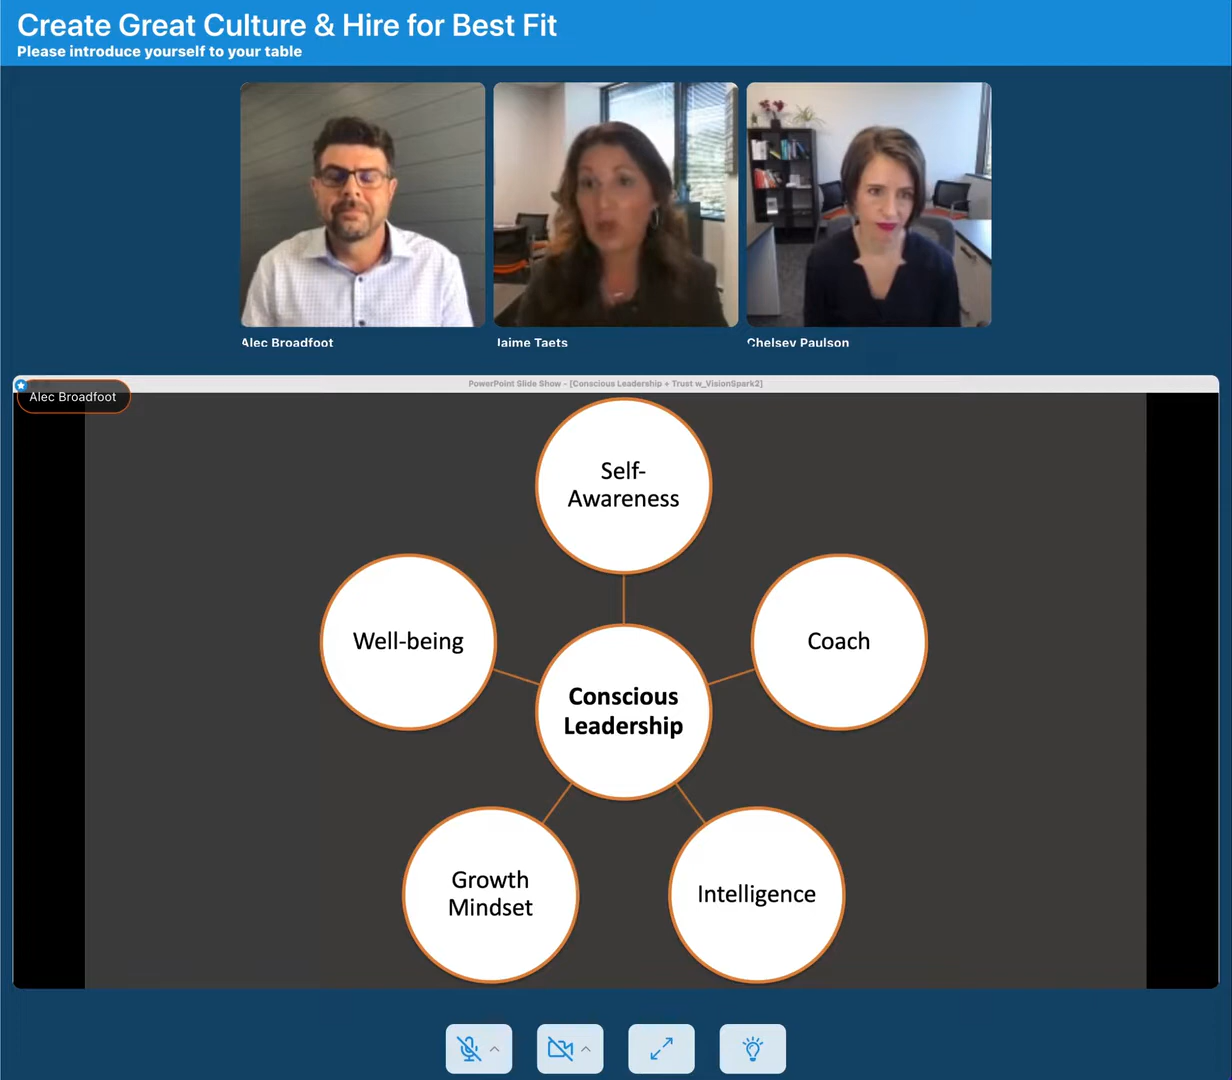 Create Great Culture & Hire for Best Fit
Please introduce yourself to your table
Alec Broadfoot
Jaime Taets
Chelsey Paulson
PowerPoint Slide Show - [Conscious Leadership + Trust w_VisionSpark2]
Alec Broadfoot
Self-
Awareness
Well-being
Coach
Conscious
Leadership
Growth
Mindset
Intelligence